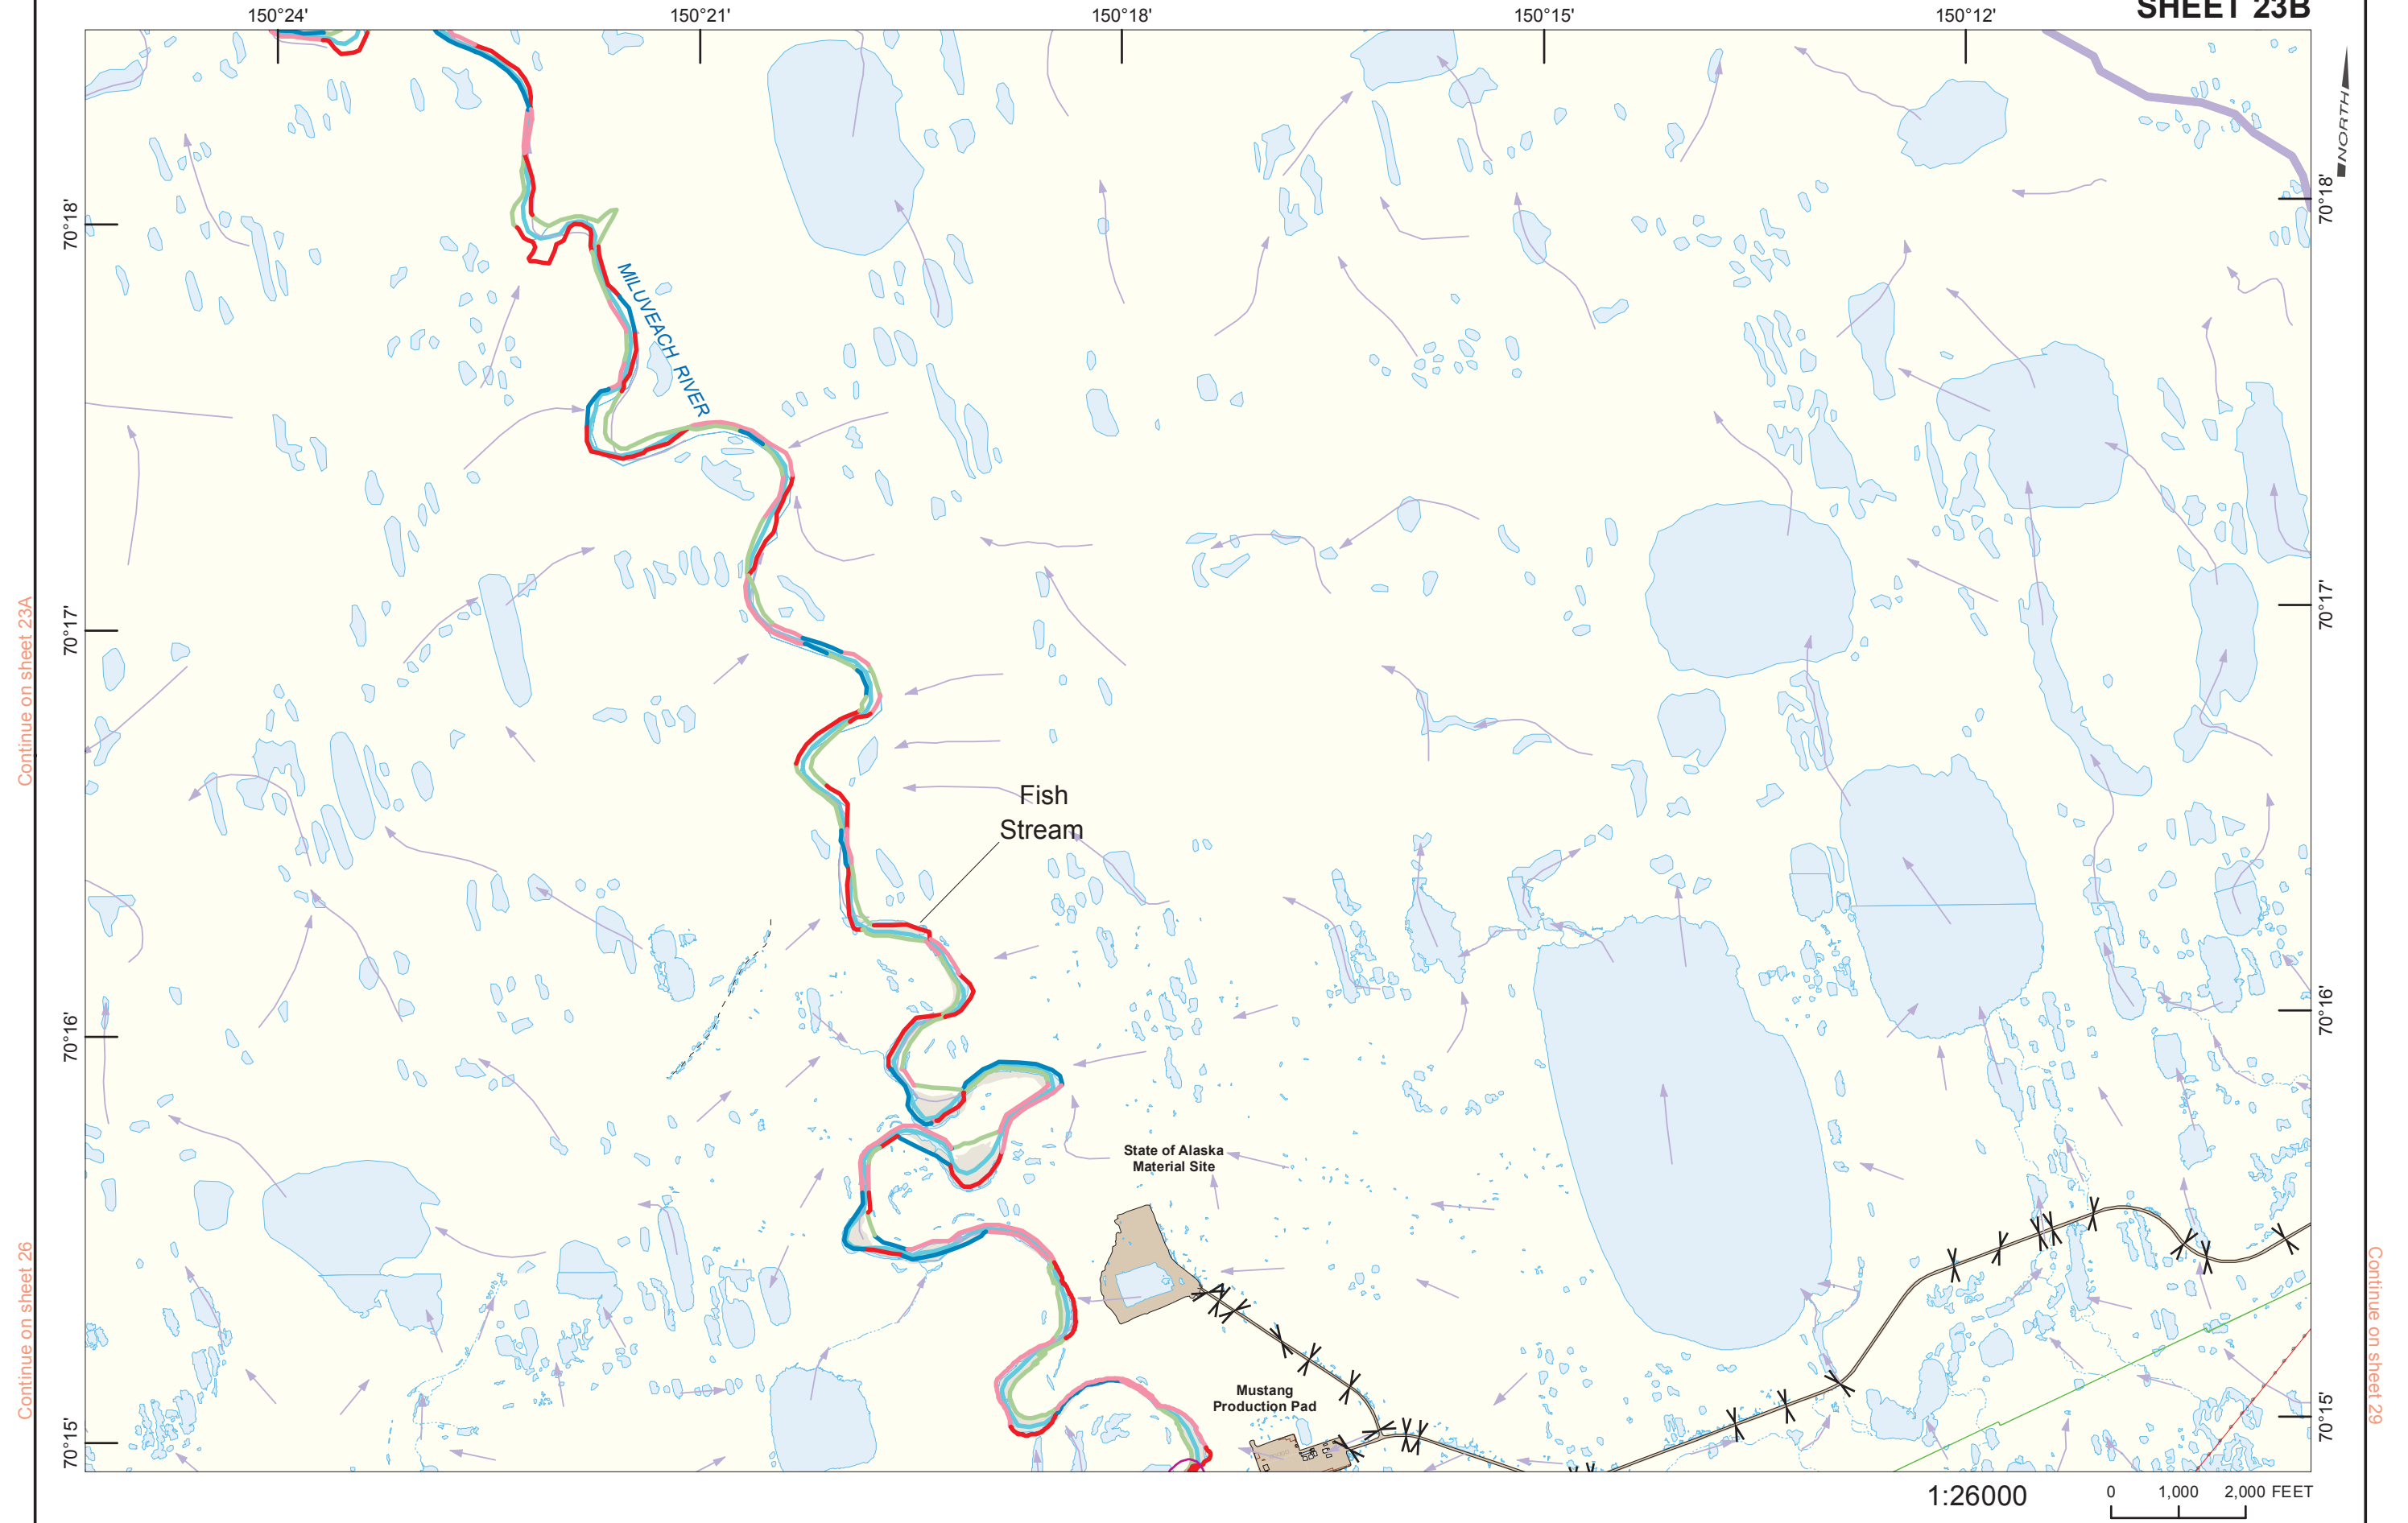 SHEET 23B
150°24'
150°21'
150°18'
150°15'
150°12'
NORTH
70°18'
70°18'
MILUVEACH RIVER
70°17'
70°17'
Continue on sheet 23A
Fish
Stream
70°16'
70°16'
State of Alaska
Material Site
Continue on sheet 26
Continue on sheet 29
Mustang
Production Pad
70°15'
70°15'
1:26000
0 1,000 2,000 FEET